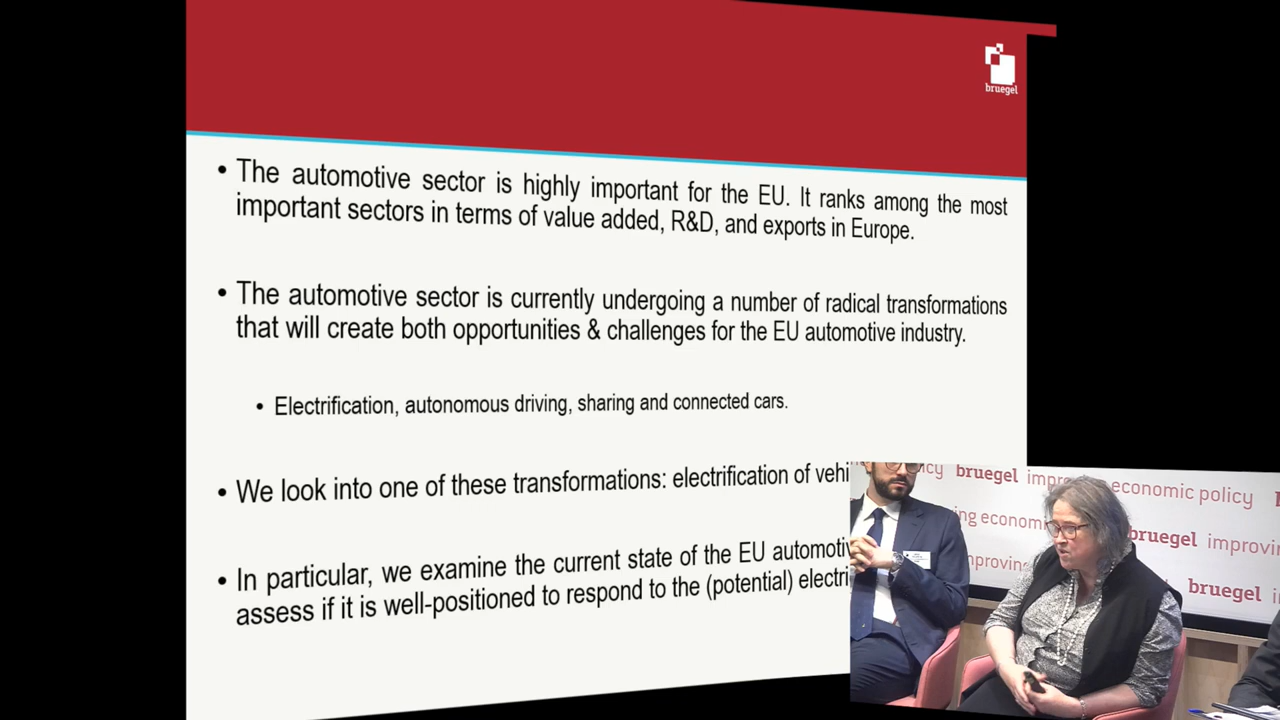 bruegel
• The automotive sector is highly important for the EU. It ranks among the most
important sectors in terms of value added, R&D, and exports in Europe.
• The automotive sector is currently undergoing a number of radical transformations
that will create both opportunities & challenges for the EU automotive industry.
• Electrification, autonomous driving, sharing and connected cars.
• We look into one of these transformations: electrification of vehi
• In particular, we examine the current state of the EU automotiv
assess if it is well-positioned to respond to the (potential) electri
icy bruegel impro economic policy
ing economi bruegel improvin
mproving bruegel i